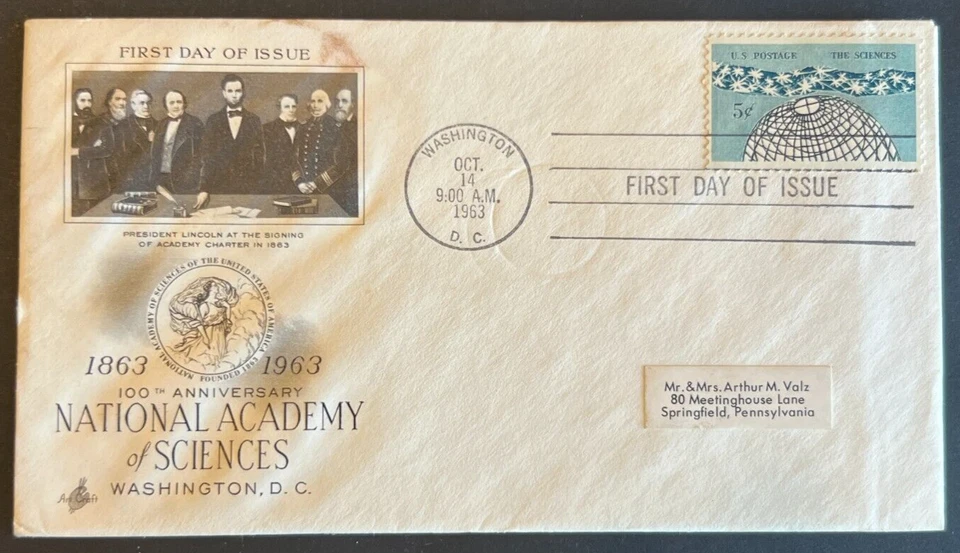 FIRST DAY OF ISSUE
PRESIDENT LINCOLN AT THE SIGNING
OF ACADEMY CHARTER IN 1863
NATIONAL ACADEMY OF SCIENCES OF THE UNITED STATES OF AMERICA
FOUNDED 1863
1863 1963
100TH ANNIVERSARY
NATIONAL ACADEMY
of SCIENCES
WASHINGTON, D. C.
Art Craft
WASHINGTON
OCT.
14
9:00 A.M.
1963
D. C.
U.S. POSTAGE THE SCIENCES
5¢
FIRST DAY OF ISSUE
Mr.&Mrs. Arthur M. Valz
80 Meetinghouse Lane
Springfield, Pennsylvania